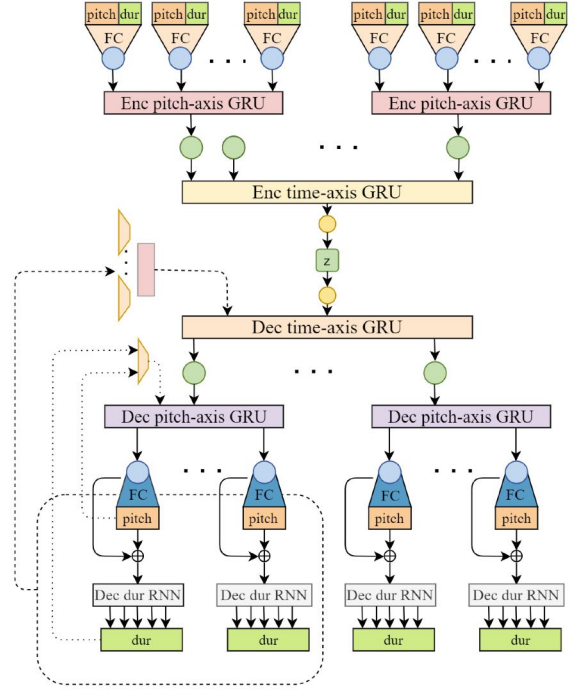 pitch dur pitch dur pitch dur pitch dur pitch dur pitch dur
FC FC FC FC FC FC
. . . . . .
Enc pitch-axis GRU Enc pitch-axis GRU
. . .
Enc time-axis GRU
z
Dec time-axis GRU
. . .
Dec pitch-axis GRU Dec pitch-axis GRU
. . . . . .
FC FC FC FC
pitch pitch pitch pitch
Dec dur RNN Dec dur RNN Dec dur RNN Dec dur RNN
dur dur dur dur